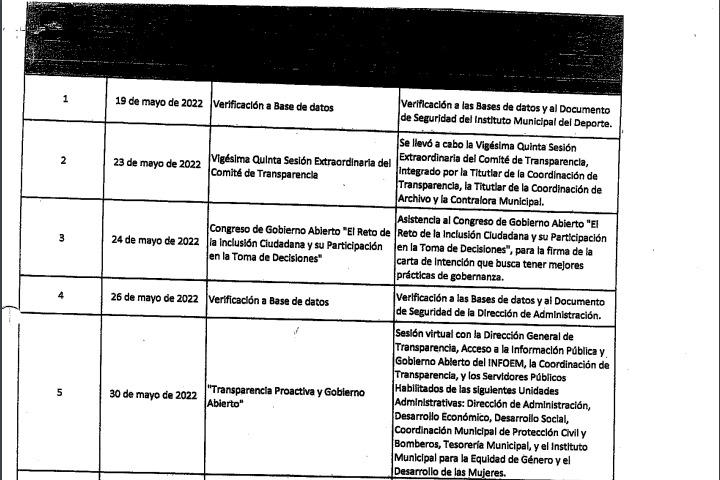 1
19 de mayo de 2022
Verificación a Base de datos
Verificación a las Bases de datos y al Documento
de Seguridad del Instituto Municipal del Deporte.
2
23 de mayo de 2022
Vigésima Quinta Sesión Extraordinaria del
Comité de Transparencia
Se llevó a cabo la Vigésima Quinta Sesión
Extraordinaria del Comité de Transparencia,
Integrado por la Titutlar de la Coordinación de
Transparencia, la Titutlar de la Coordinación de
Archivo y la Contralora Municipal.
3
24 de mayo de 2022
Congreso de Gobierno Abierto "El Reto de
la Inclusión Ciudadana y su Participación
en la Toma de Decisiones"
Asistencia al Congreso de Gobierno Abierto "El
Reto de la Inclusión Ciudadana y su Participación
en la Toma de Decisiones", para la firma de la
carta de intención que busca tener mejores
prácticas de gobernanza.
4
26 de mayo de 2022
Verificación a Base de datos
Verificación a las Bases de datos y al Documento
de Seguridad de la Dirección de Administración.
5
30 de mayo de 2022
"Transparencia Proactiva y Gobierno
Abierto"
Sesión virtual con la Dirección General de
Transparencia, Acceso a la Información Pública y
Gobierno Abierto del INFOEM, la Coordinación de
Transparencia, y los Servidores Públicos
Habilitados de las siguientes Unidades
Administrativas: Dirección de Administración,
Desarrollo Económico, Desarrollo Social,
Coordinación Municipal de Protección Civil y
Bomberos, Tesorería Municipal, y el Instituto
Municipal para la Equidad de Género y el
Desarrollo de las Mujeres.